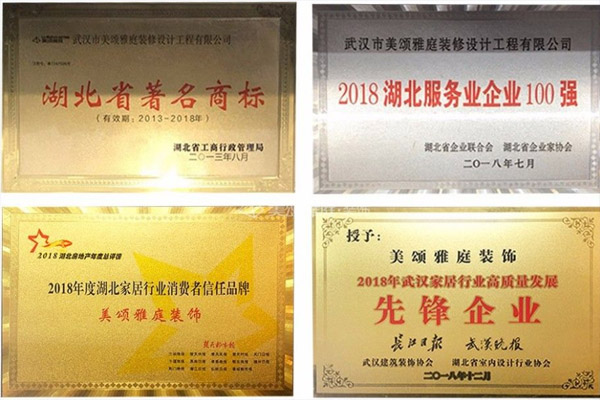 武汉市美颂雅庭装修设计工程有限公司
湖北省著名商标
(有效期：2013-2018年)
湖北省工商行政管理局
二〇一三年八月
武汉市美颂雅庭装修设计工程有限公司
2018湖北服务业企业100强
湖北省企业联合会 湖北省企业家协会
二〇一八年七月
2018湖北房地产年度总评榜
2018年度湖北家居行业消费者信任品牌
美颂雅庭装饰
楚天都市报
授予：
美颂雅庭装饰
2018年武汉家居行业高质量发展
先锋企业
长江日报 武汉晚报
武汉建筑装饰协会 湖北省室内设计行业协会
二〇一八年十二月